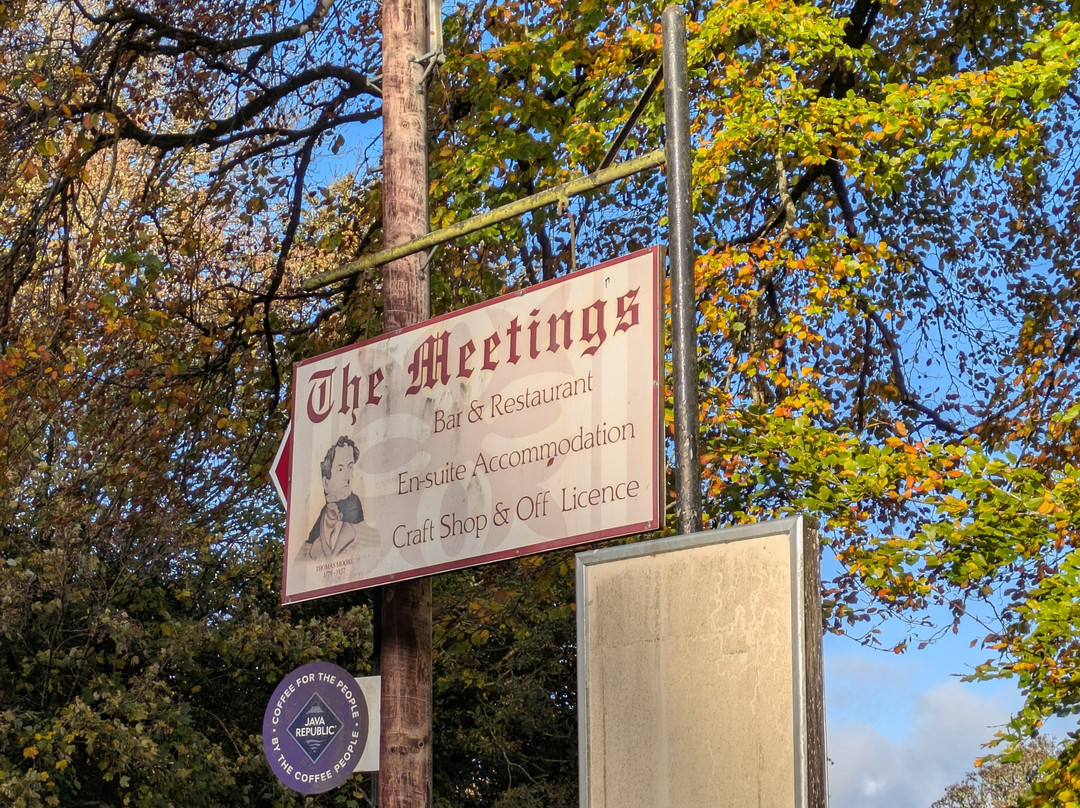 The Meetings
Bar & Restaurant
En-suite Accommodation
Craft Shop & Off Licence
THOMAS MOORE
COFFEE FOR THE PEOPLE
JAVA
REPUBLIC
BY THE COFFEE PEOPLE